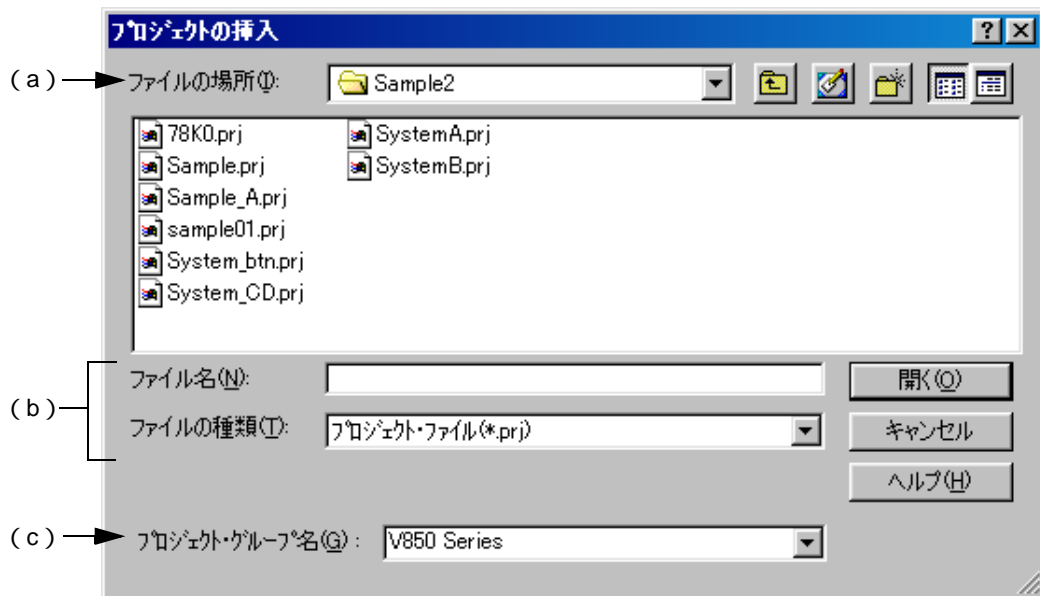 プロジェクトの挿入
(a) ファイルの場所(I): Sample2
78K0.prj
Sample.prj
Sample_A.prj
sample01.prj
System_btn.prj
System_CD.prj
SystemA.prj
SystemB.prj
(b)
ファイル名(N): 開く(O)
ファイルの種類(T): プロジェクト・ファイル(*.prj) キャンセル
ヘルプ(H)
(c) プロジェクト・グループ名(G) : V850 Series